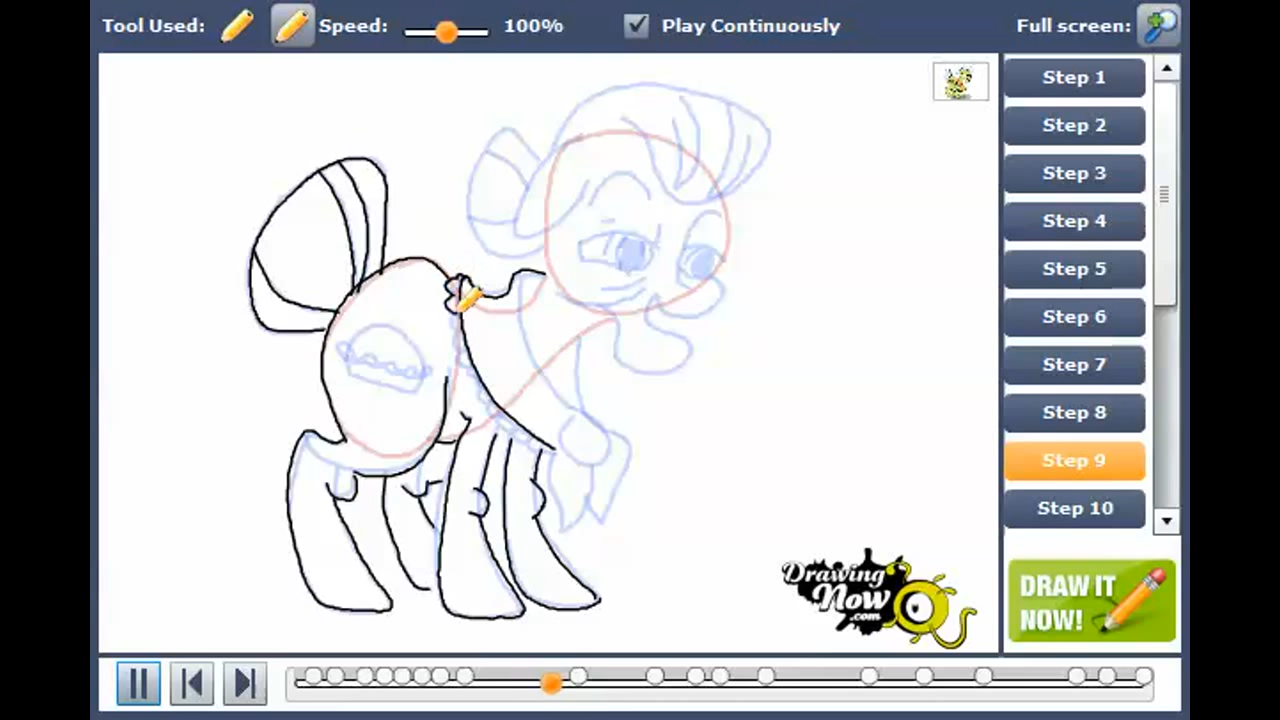 Tool Used:
Speed:
100%
Play Continuously
Full screen:
Step 1
Step 2
Step 3
Step 4
Step 5
Step 6
Step 7
Step 8
Step 9
Step 10
Drawing
Now
.com
DRAW IT
NOW!